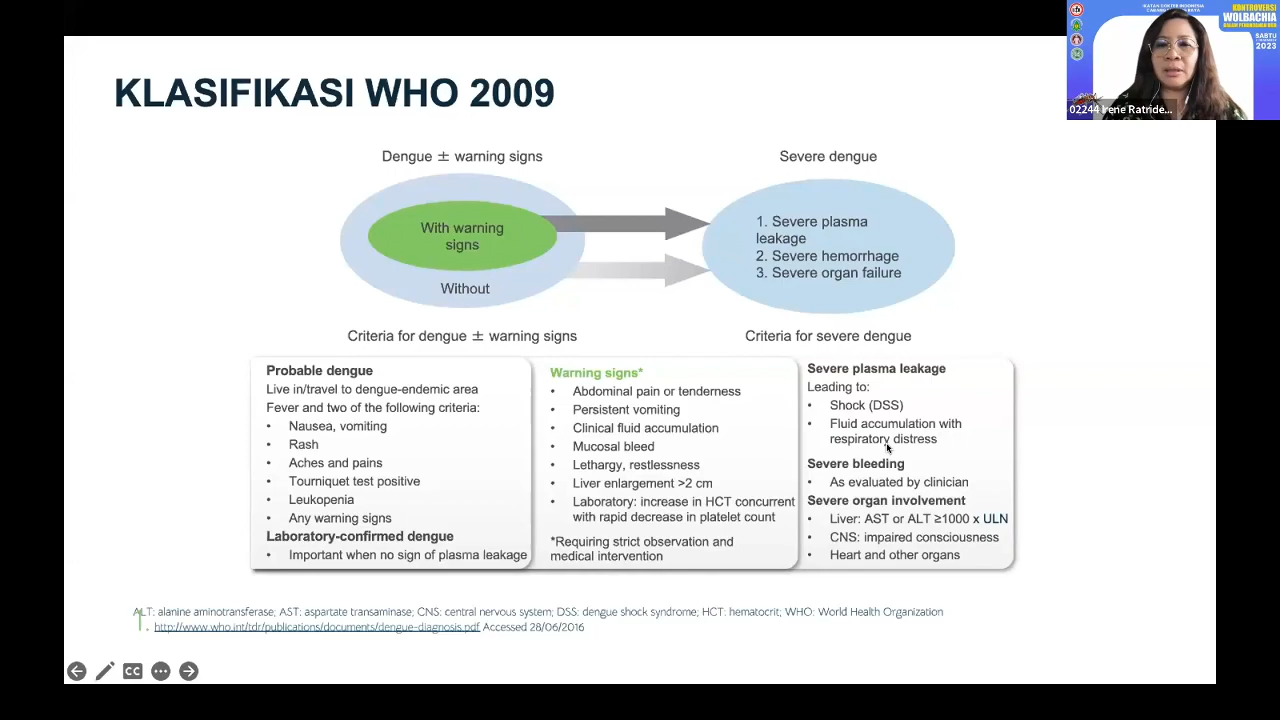 IKATAN DOKTER INDONESIA
KONTROVERSI
WOLBACHIA
SABTU
2023
02244 Irene Ratride...
KLASIFIKASI WHO 2009
Dengue ± warning signs
Severe dengue
With warning
signs
Without
1. Severe plasma
leakage
2. Severe hemorrhage
3. Severe organ failure
Criteria for dengue ± warning signs
Criteria for severe dengue
Probable dengue
Live in/travel to dengue-endemic area
Fever and two of the following criteria:
• Nausea, vomiting
• Rash
• Aches and pains
• Tourniquet test positive
• Leukopenia
• Any warning signs
Laboratory-confirmed dengue
• Important when no sign of plasma leakage
Warning signs*
• Abdominal pain or tenderness
• Persistent vomiting
• Clinical fluid accumulation
• Mucosal bleed
• Lethargy, restlessness
• Liver enlargement >2 cm
• Laboratory: increase in HCT concurrent
with rapid decrease in platelet count
*Requiring strict observation and
medical intervention
Severe plasma leakage
Leading to:
• Shock (DSS)
• Fluid accumulation with
respiratory distress
Severe bleeding
• As evaluated by clinician
Severe organ involvement
• Liver: AST or ALT ≥1000 x ULN
• CNS: impaired consciousness
• Heart and other organs
ALT: alanine aminotransferase; AST: aspartate transaminase; CNS: central nervous system; DSS: dengue shock syndrome; HCT: hematocrit; WHO: World Health Organization
1. http://www.who.int/tdr/publications/documents/dengue-diagnosis.pdf Accessed 28/06/2016
CC